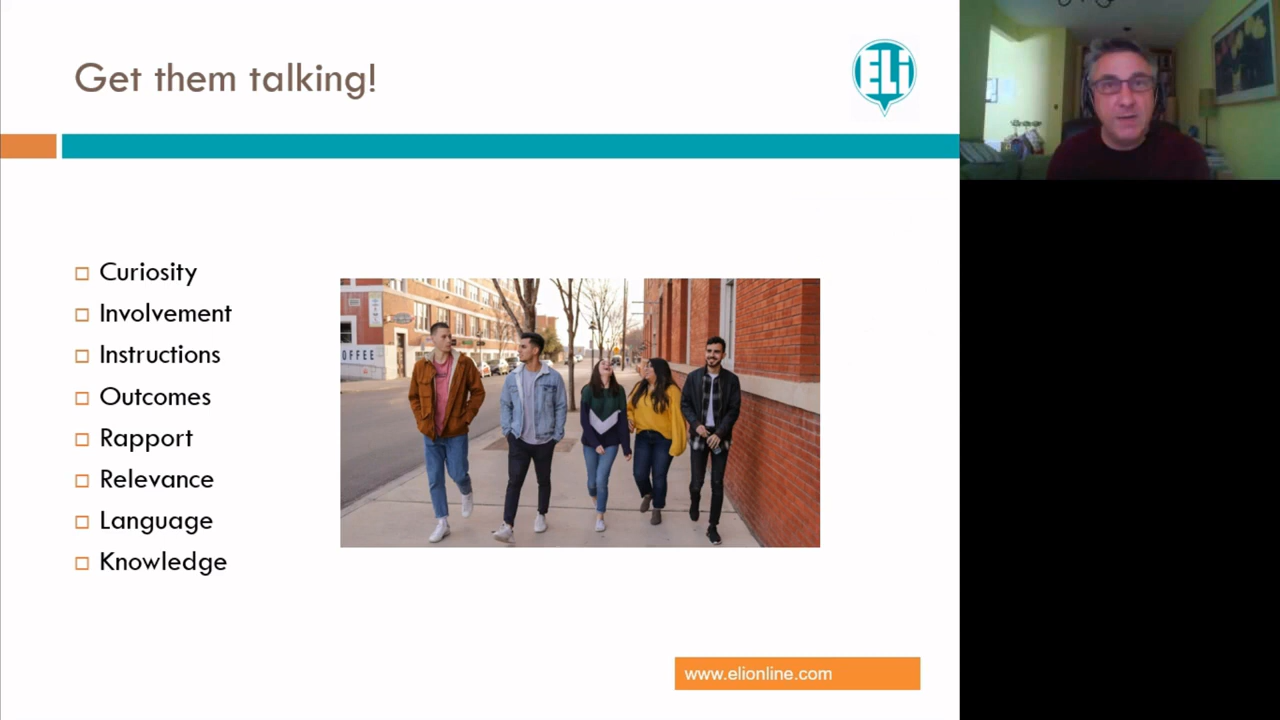 Get them talking!
ELi
Curiosity
Involvement
Instructions
Outcomes
Rapport
Relevance
Language
Knowledge
OFFEE
www.elionline.com